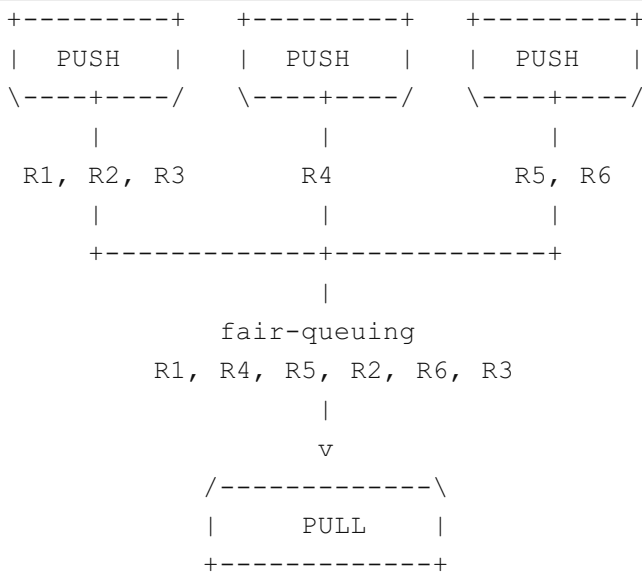 PUSH PUSH PUSH
R1, R2, R3 R4 R5, R6
fair-queuing
R1, R4, R5, R2, R6, R3
v
PULL